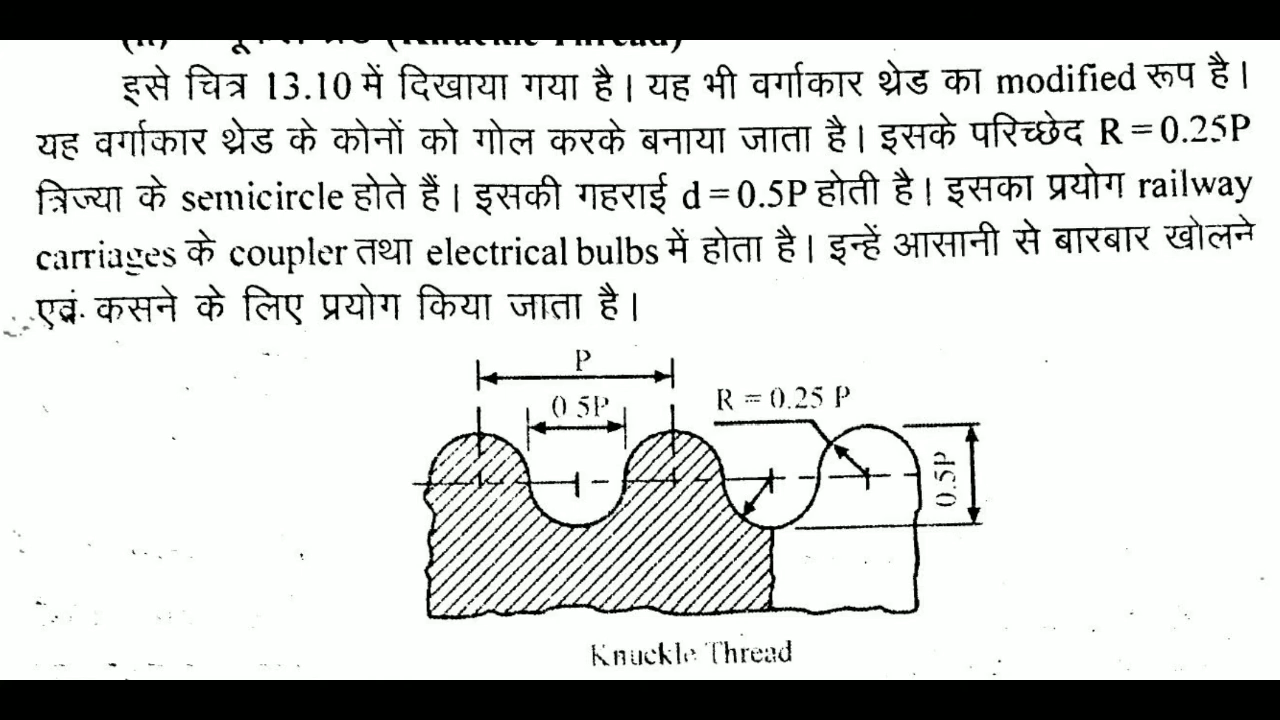 इसे चित्र 13.10 में दिखाया गया है। यह भी वर्गाकार थ्रेड का modified रूप है।
यह वर्गाकार थ्रेड के कोनों को गोल करके बनाया जाता है। इसके परिच्छेद R = 0.25P
त्रिज्या के semicircle होते हैं। इसकी गहराई d = 0.5P होती है। इसका प्रयोग railway
carriages के coupler तथा electrical bulbs में होता है। इन्हें आसानी से बारबार खोलने
एवं कसने के लिए प्रयोग किया जाता है।
P
0 5P
R = 0.25 P
0.5P
Knuckle Thread